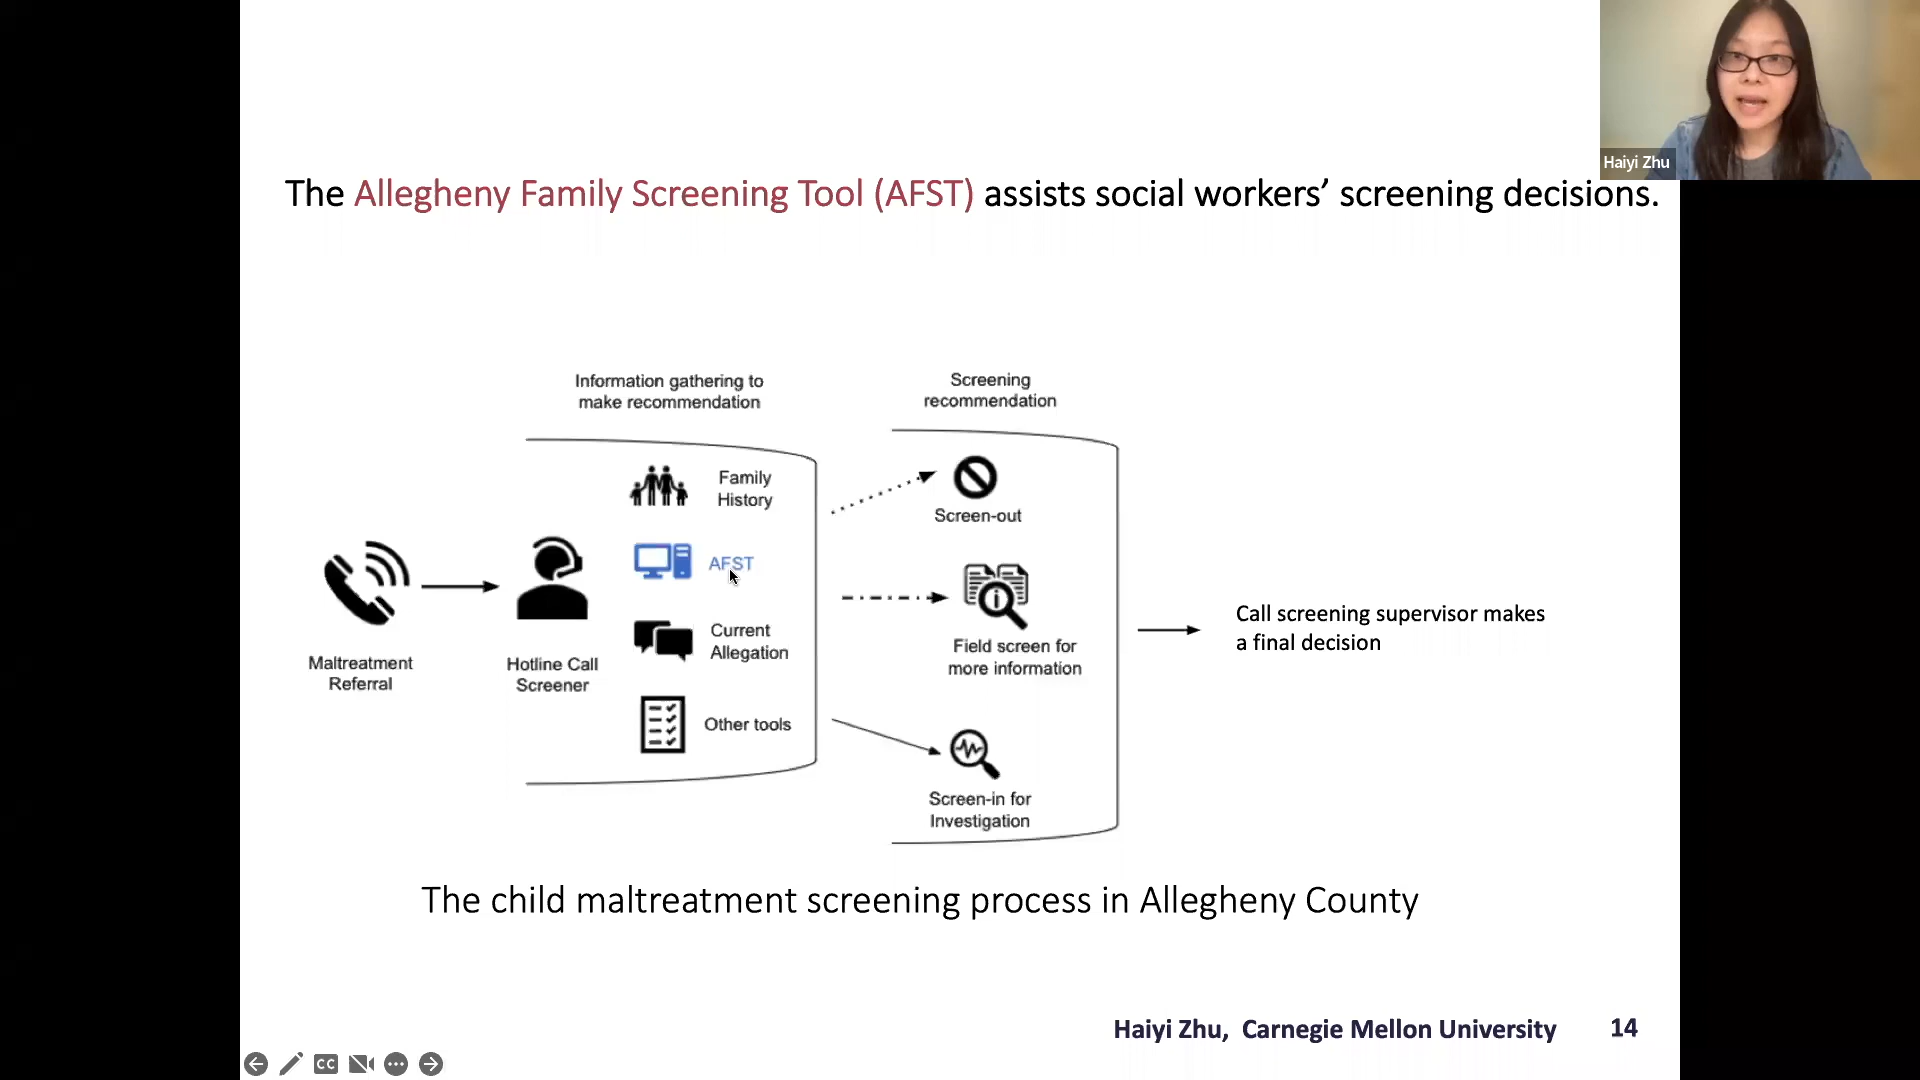 Haiyi Zhu
The Allegheny Family Screening Tool (AFST) assists social workers’ screening decisions.
Information gathering to
make recommendation
Screening
recommendation
Family
History
AFST
Current
Allegation
Other tools
Maltreatment
Referral
Hotline Call
Screener
Screen-out
Field screen for
more information
Screen-in for
Investigation
Call screening supervisor makes
a final decision
The child maltreatment screening process in Allegheny County
Haiyi Zhu, Carnegie Mellon University
14
CC